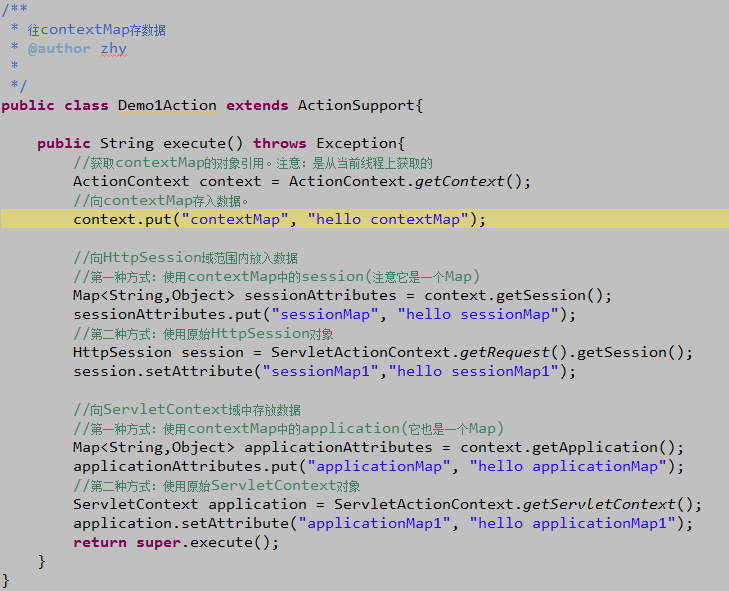 /**
 * 往contextMap存数据
 * @author zhy
 *
 */
public class Demo1Action extends ActionSupport{
    public String execute() throws Exception{
        //获取contextMap的对象引用。注意：是从当前线程上获取的
        ActionContext context = ActionContext.getContext();
        //向contextMap存入数据。
        context.put("contextMap", "hello contextMap");
        //向HttpSession域范围内放入数据
        //第一种方式：使用contextMap中的session(注意它是一个Map)
        Map<String,Object> sessionAttributes = context.getSession();
        sessionAttributes.put("sessionMap", "hello sessionMap");
        //第二种方式：使用原始HttpSession对象
        HttpSession session = ServletActionContext.getRequest().getSession();
        session.setAttribute("sessionMap1","hello sessionMap1");
        //向ServletContext域中存放数据
        //第一种方式：使用contextMap中的application(它也是一个Map)
        Map<String,Object> applicationAttributes = context.getApplication();
        applicationAttributes.put("applicationMap", "hello applicationMap");
        //第二种方式：使用原始ServletContext对象
        ServletContext application = ServletActionContext.getServletContext();
        application.setAttribute("applicationMap1", "hello applicationMap1");
        return super.execute();
    }
}